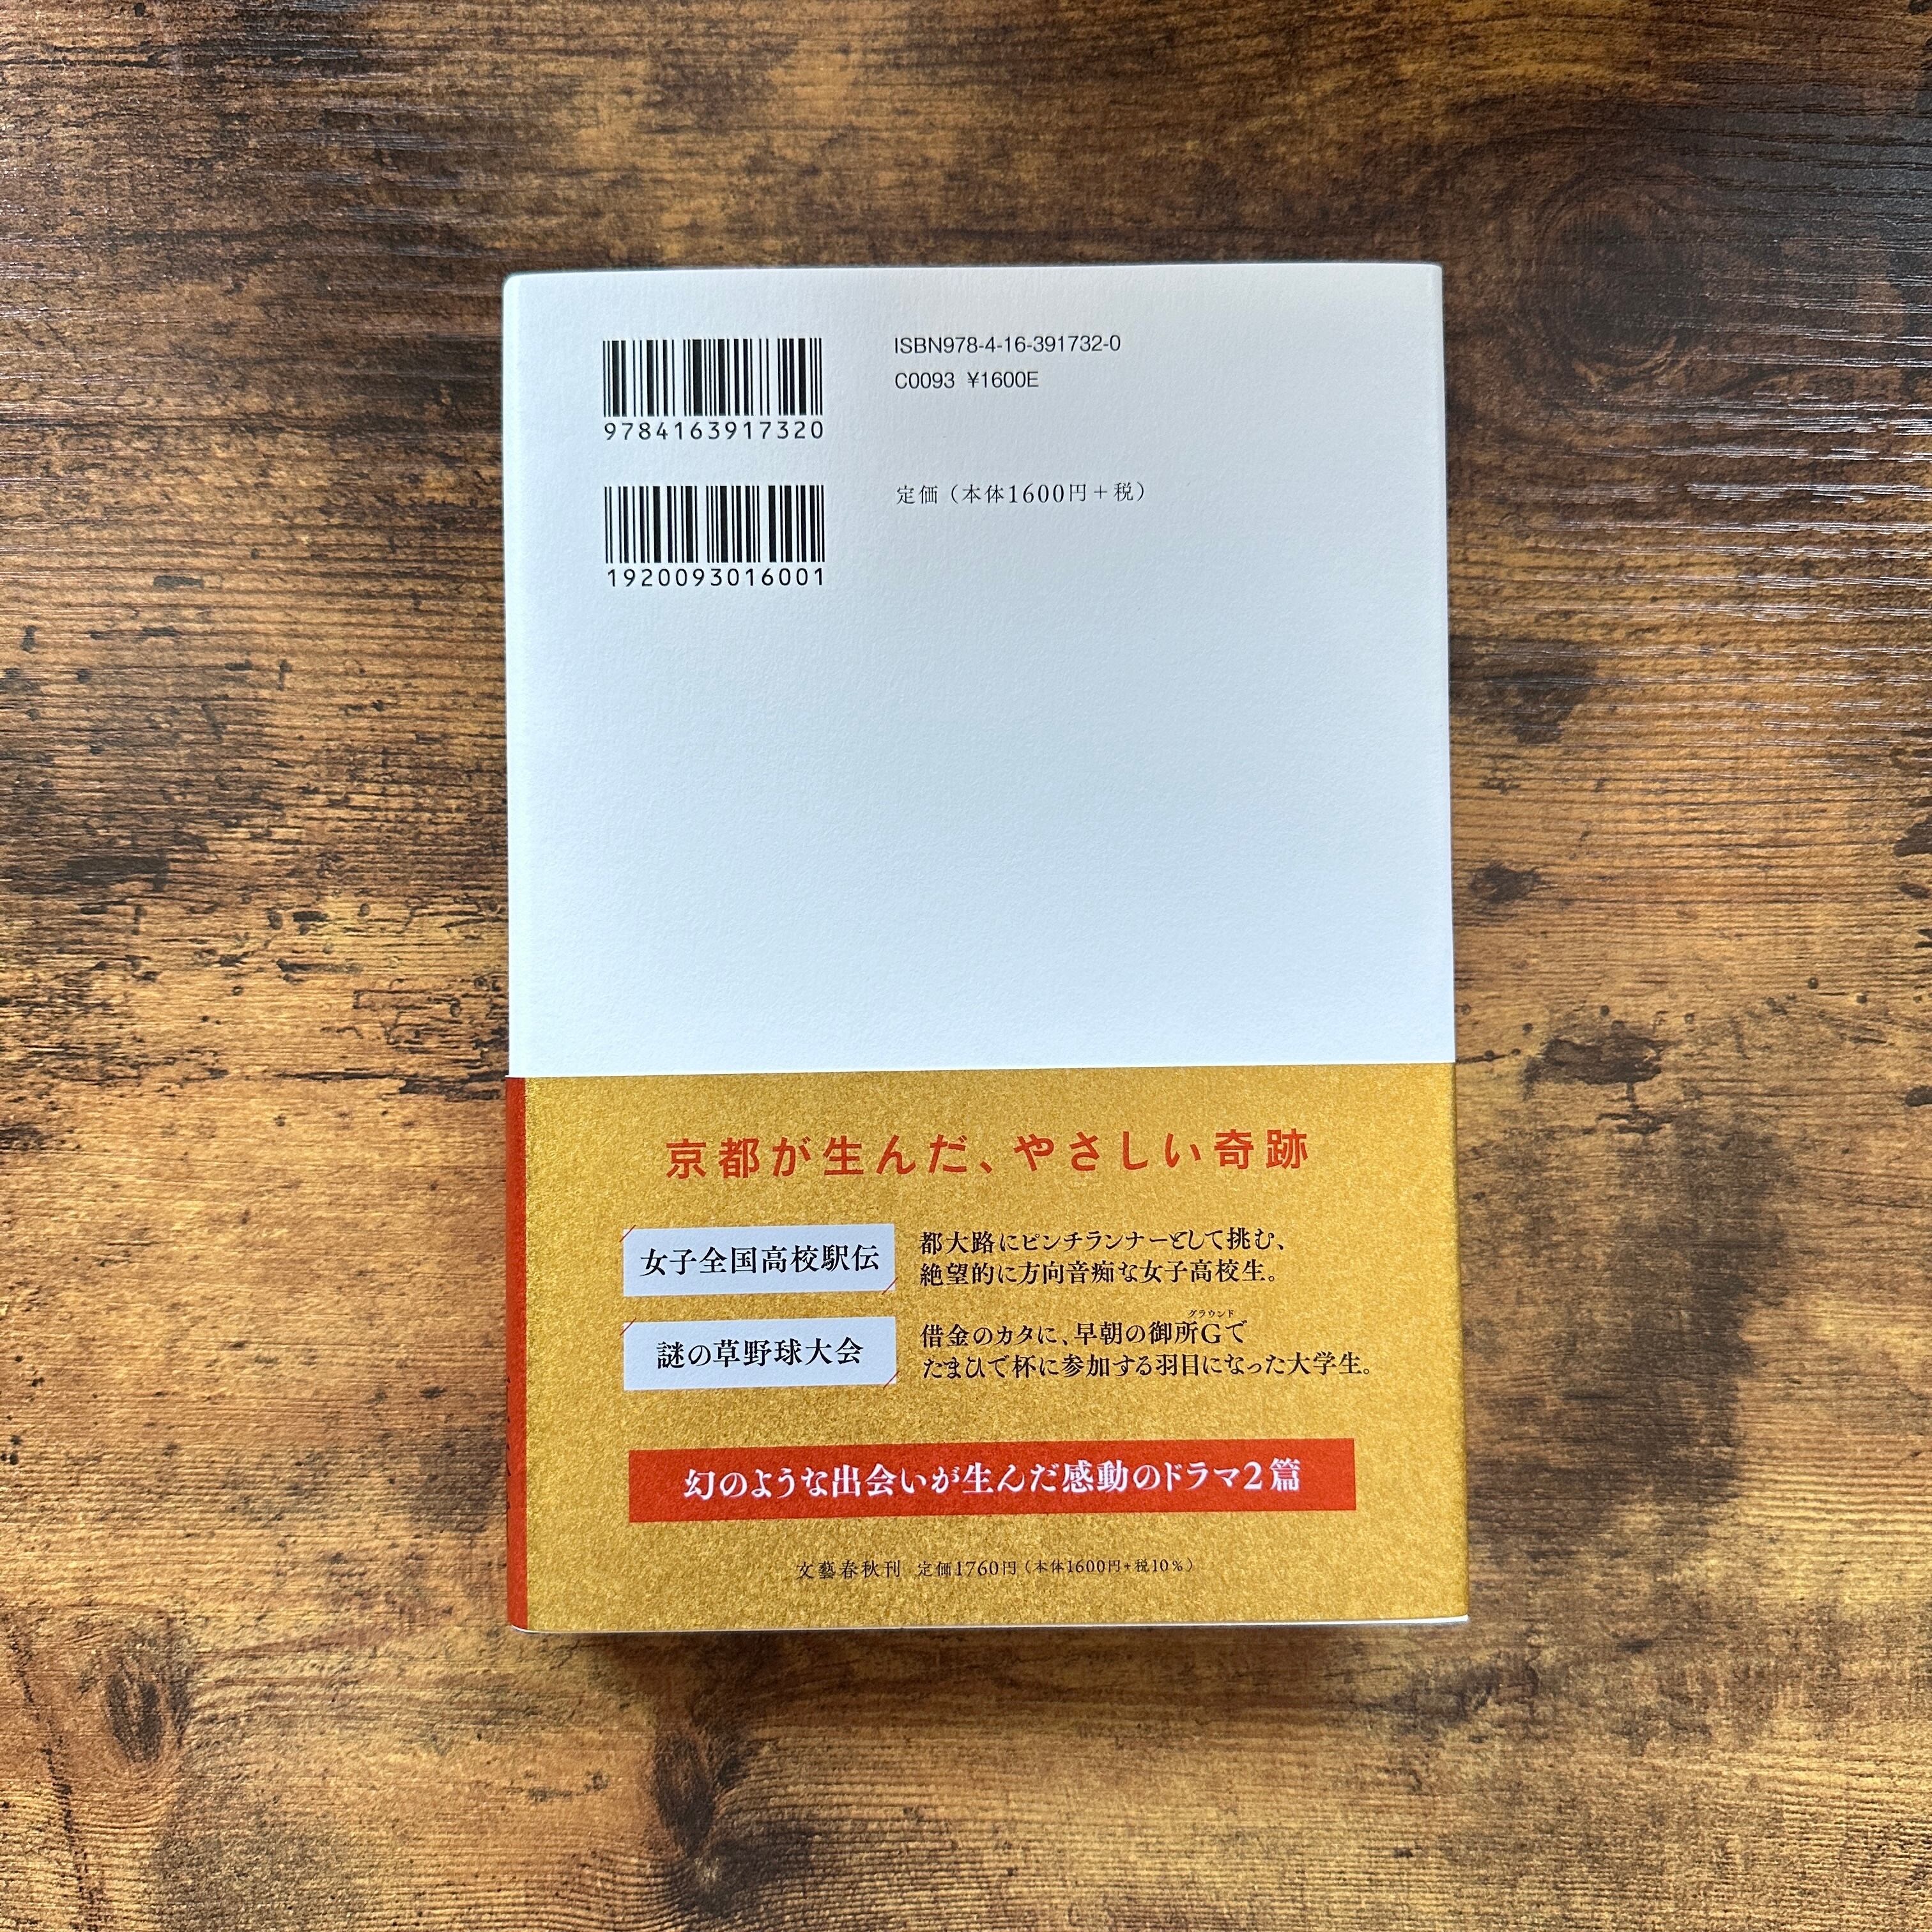 ISBN978-4-16-391732-0
C0093 ¥1600E
9784163917320
定価（本体1600円＋税）
1920093016001
京都が生んだ、やさしい奇跡
女子全国高校駅伝
都大路にピンチランナーとして挑む、
絶望的に方向音痴な女子高校生。
謎の草野球大会
グラウンド
借金のカタに、早朝の御所Gで
たまひで杯に参加する羽目になった大学生。
幻のような出会いが生んだ感動のドラマ2篇
文藝春秋刊 定価1760円（本体1600円+税10%）